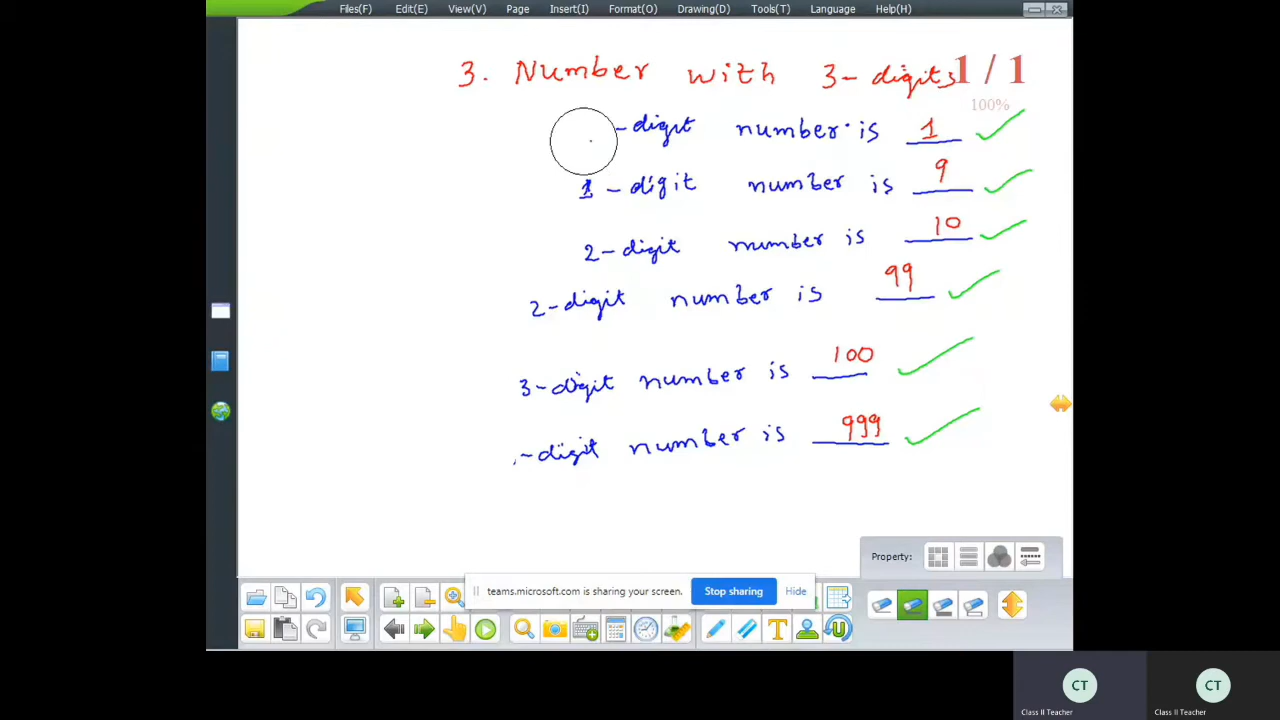 Files(F) Edit(E) View(V) Page Insert(I) Format(O) Drawing(D) Tools(T) Language Help(H)
3. Number with 3-digits
1 / 1
100%
-digit number is 1
1-digit number is 9
2-digit number is 10
2-digit number is 99
3-digit number is 100
-digit number is 999
Property:
teams.microsoft.com is sharing your screen. Stop sharing Hide
CT CT
Class II Teacher Class II Teacher